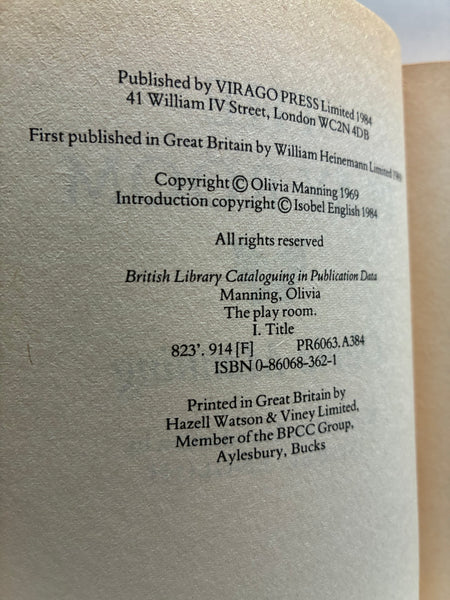 Published by VIRAGO PRESS Limited 1984
41 William IV Street, London WC2N 4DB
First published in Great Britain by William Heinemann Limited 1969
Copyright © Olivia Manning 1969
Introduction copyright © Isobel English 1984
All rights reserved
British Library Cataloguing in Publication Data
Manning, Olivia
The play room.
I. Title
823'. 914 [F] PR6063.A384
ISBN 0-86068-362-1
Printed in Great Britain by
Hazell Watson & Viney Limited,
Member of the BPCC Group,
Aylesbury, Bucks